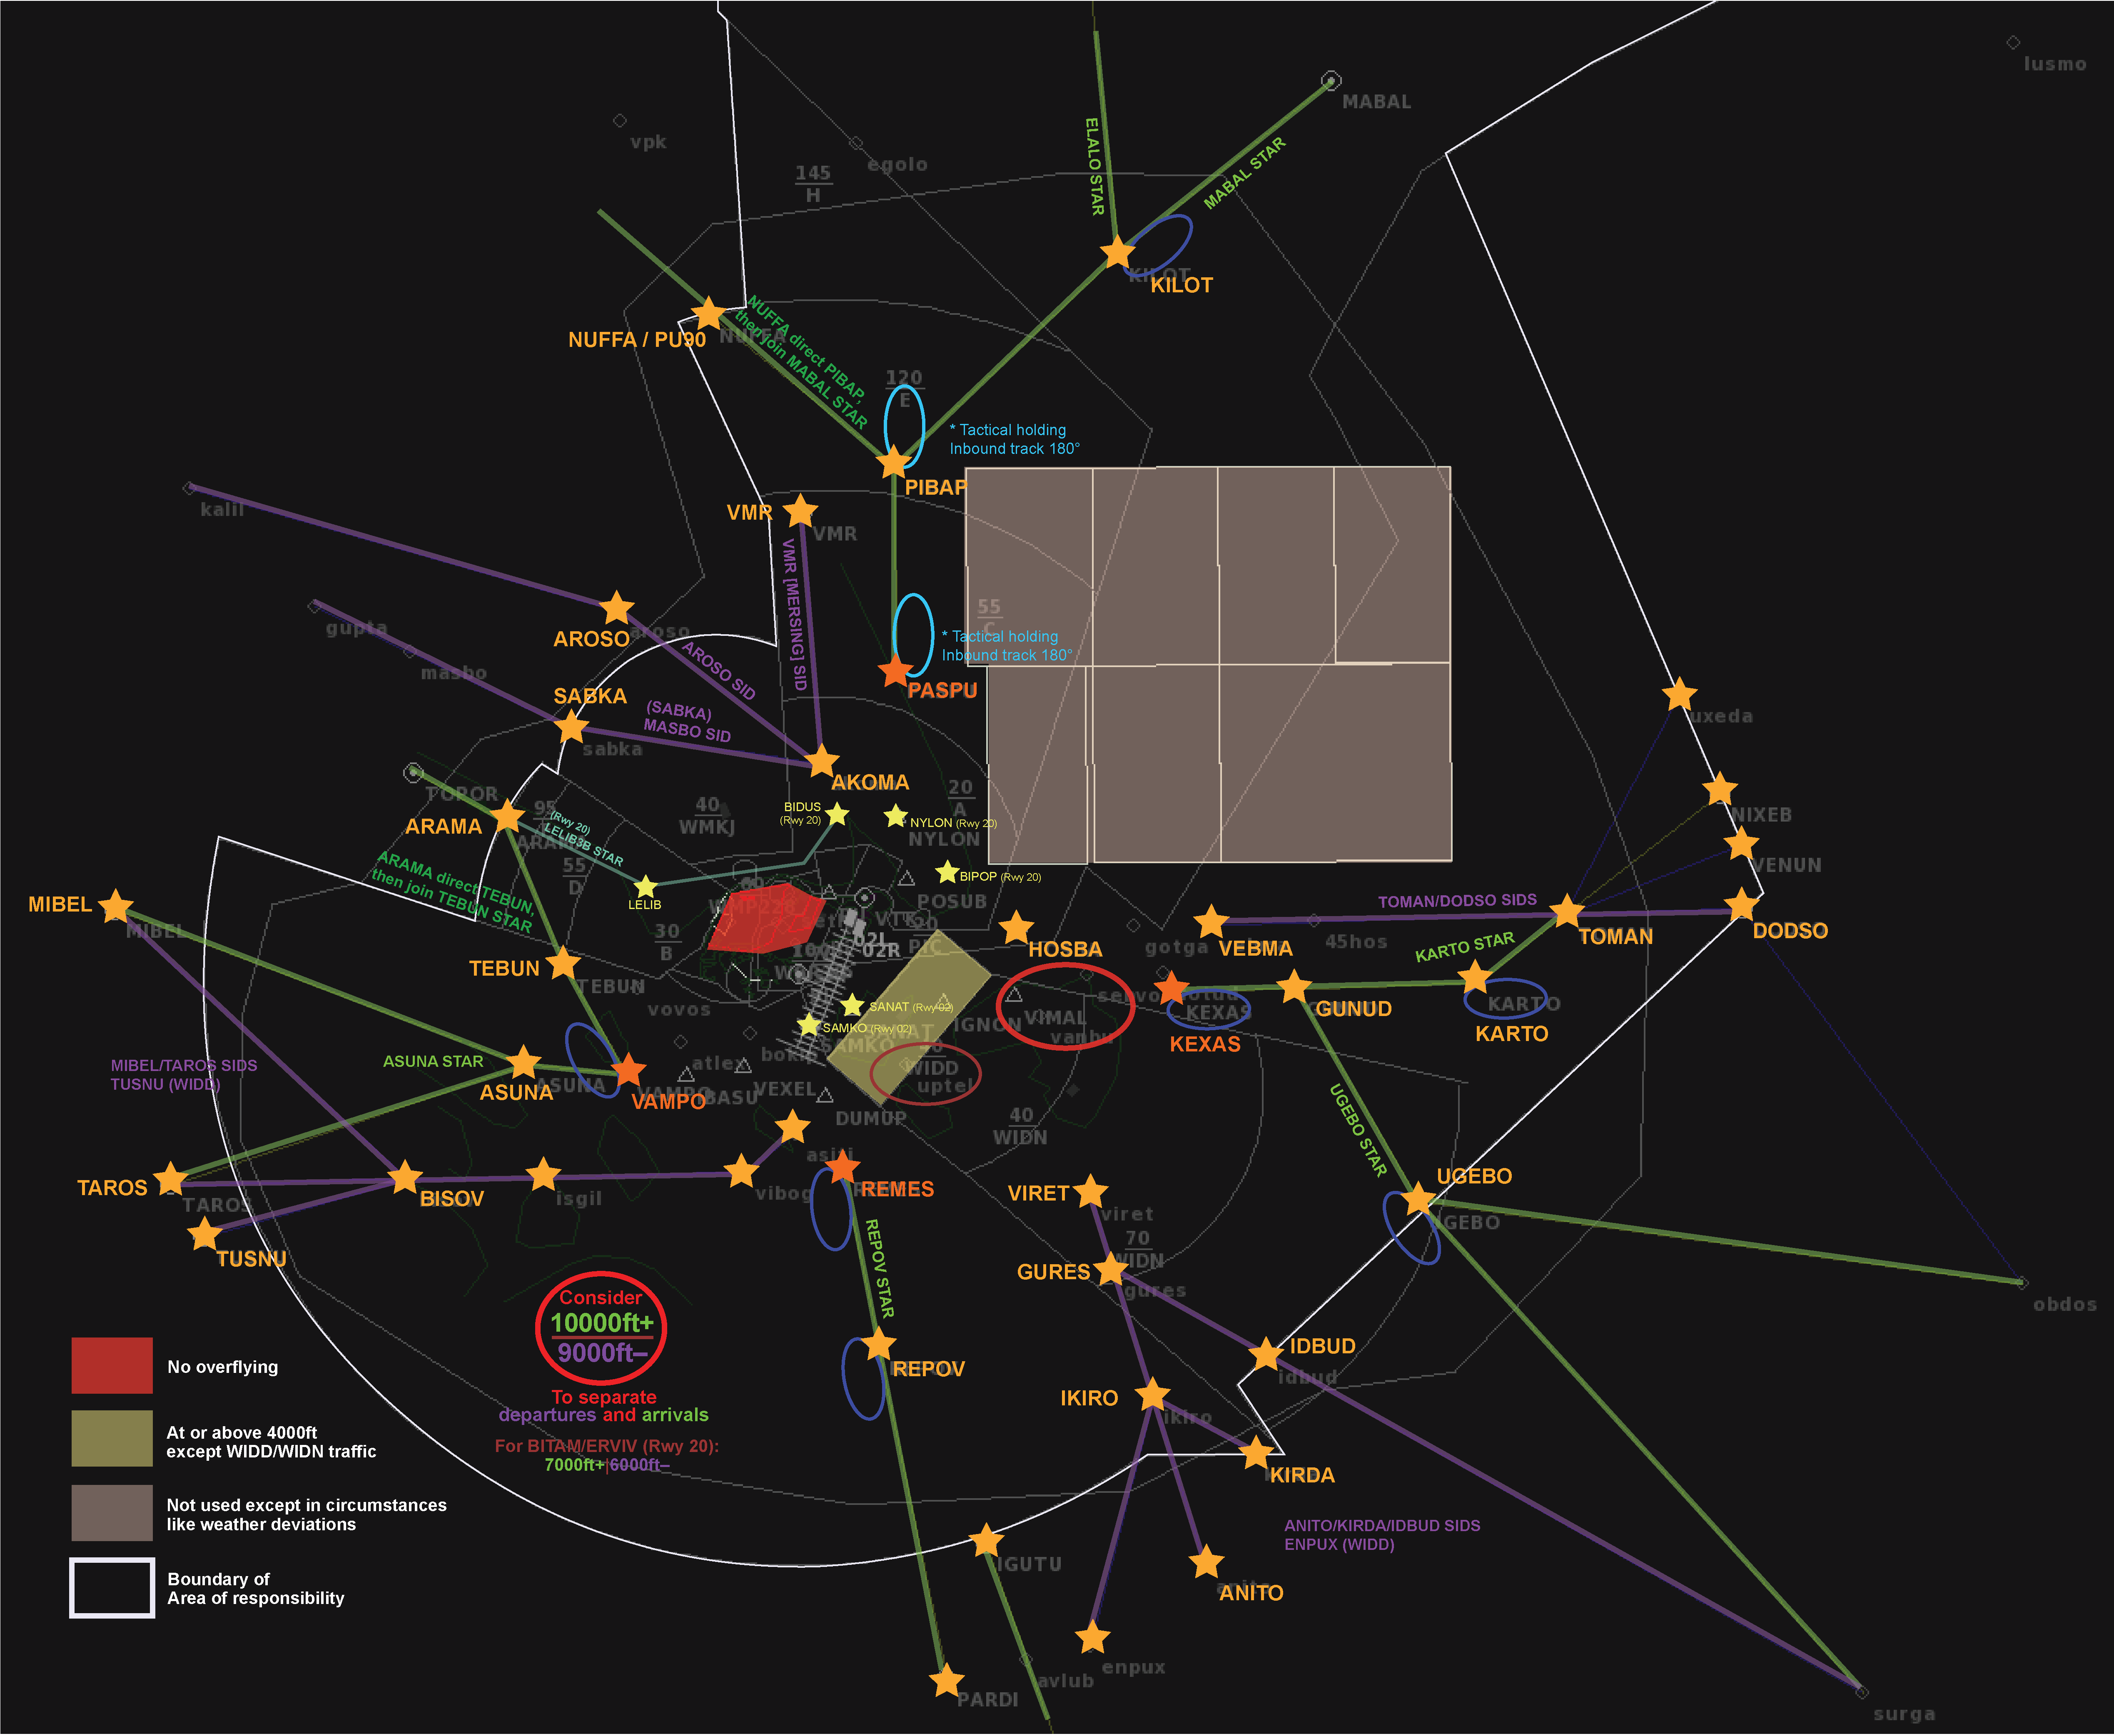 lusmo
MABAL
vpk
egolo
145
H
ELALO STAR
MABAL STAR
KILOT
KILOT
NUFFA / PU90
NUFFA
NUFFA direct PIBAP,
then join MABAL STAR
120
E
* Tactical holding
Inbound track 180°
PIBAP
VMR
VMR
kalil
VMR [MERSING] SID
gupta
masbo
AROSO
aroso
AROSO SID
55
C
* Tactical holding
Inbound track 180°
PASPU
SABKA
sabka
(SABKA)
MASBO SID
uxeda
AKOMA
TOPOR
ARAMA
95
(Rwy 20)
LELIB3B STAR
40
WMKJ
BIDUS
(Rwy 20)
20
A
NYLON (Rwy 20)
NYLON
NIXEB
VENUN
ARAMA direct TEBUN,
then join TEBUN STAR
55
D
LELIB
BIPOP (Rwy 20)
POSUB
MIBEL
MIBEL
TOMAN/DODSO SIDS
DODSO
TOMAN
VTK
02L
02R
20
30
B
HOSBA
gotga
VEBMA
45hos
KARTO STAR
TEBUN
TEBUN
vovos
SANAT (Rwy 02)
SAMKO (Rwy 02)
SAMKO
IGNON
VIMAL
vanbu
KEXAS
KEXAS
GUNUD
KARTO
KARTO
MIBEL/TAROS SIDS
TUSNU (WIDD)
ASUNA STAR
ASUNA
ASUNA
VAMPO
atlex
VEXEL
WIDD
uptel
DUMUP
40
WIDN
UGEBO STAR
TAROS
TAROS
BISOV
isgil
vibog
REMES
VIRET
viret
UGEBO
TUSNU
REPOV STAR
70
WIDN
GURES
gures
obdos
Consider
10000ft+
9000ft–
To separate
departures and arrivals
For BITAM/ERVIV (Rwy 20):
7000ft+|6000ft–
REPOV
IDBUD
idbud
IKIRO
ikiro
KIRDA
No overflying
At or above 4000ft
except WIDD/WIDN traffic
Not used except in circumstances
like weather deviations
Boundary of
Area of responsibility
IGUTU
ANITO/KIRDA/IDBUD SIDS
ENPUX (WIDD)
ANITO
enpux
avlub
PARDI
surga